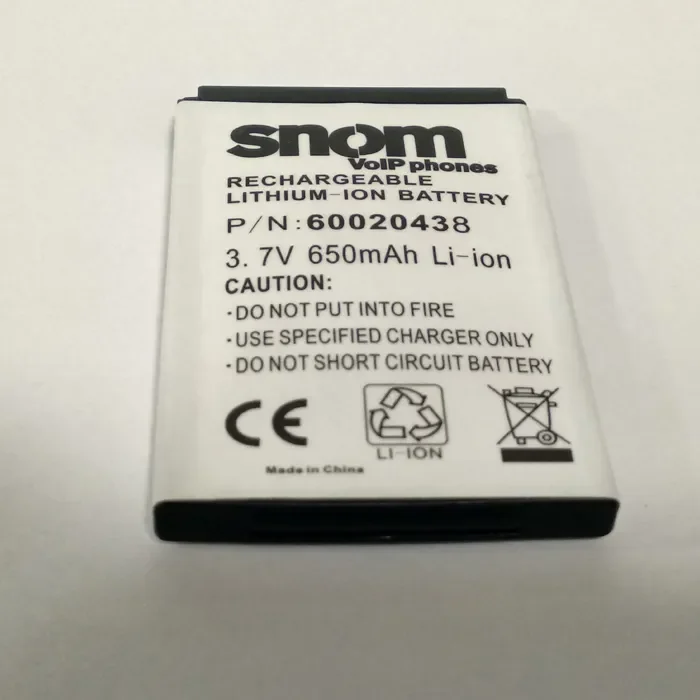 snom
VoIP phones
RECHARGEABLE
LITHIUM-ION BATTERY
P/N:60020438
3.7V 650mAh Li-ion
CAUTION:
·DO NOT PUT INTO FIRE
·USE SPECIFIED CHARGER ONLY
·DO NOT SHORT CIRCUIT BATTERY
CE
LI-ION
Made in China